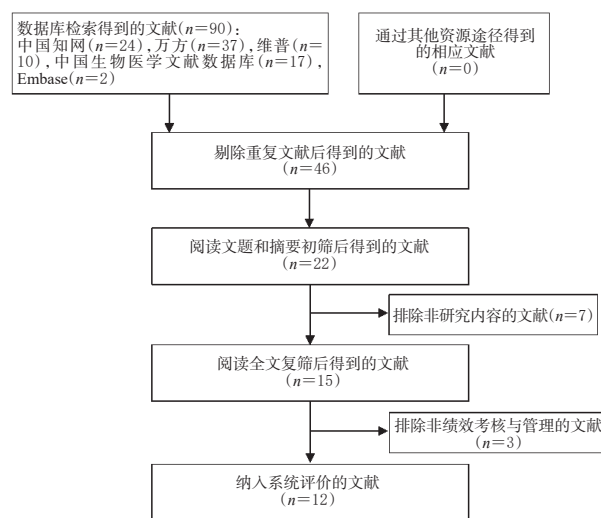 数据库检索得到的文献(n=90):
中国知网(n=24),万方(n=37),维普(n=
10),中国生物医学文献数据库(n=17),
Embase(n=2)
通过其他资源途径得到
的相应文献
(n=0)
剔除重复文献后得到的文献
(n=46)
阅读文题和摘要初筛后得到的文献
(n=22)
排除非研究内容的文献(n=7)
阅读全文复筛后得到的文献
(n=15)
排除非绩效考核与管理的文献
(n=3)
纳入系统评价的文献
(n=12)